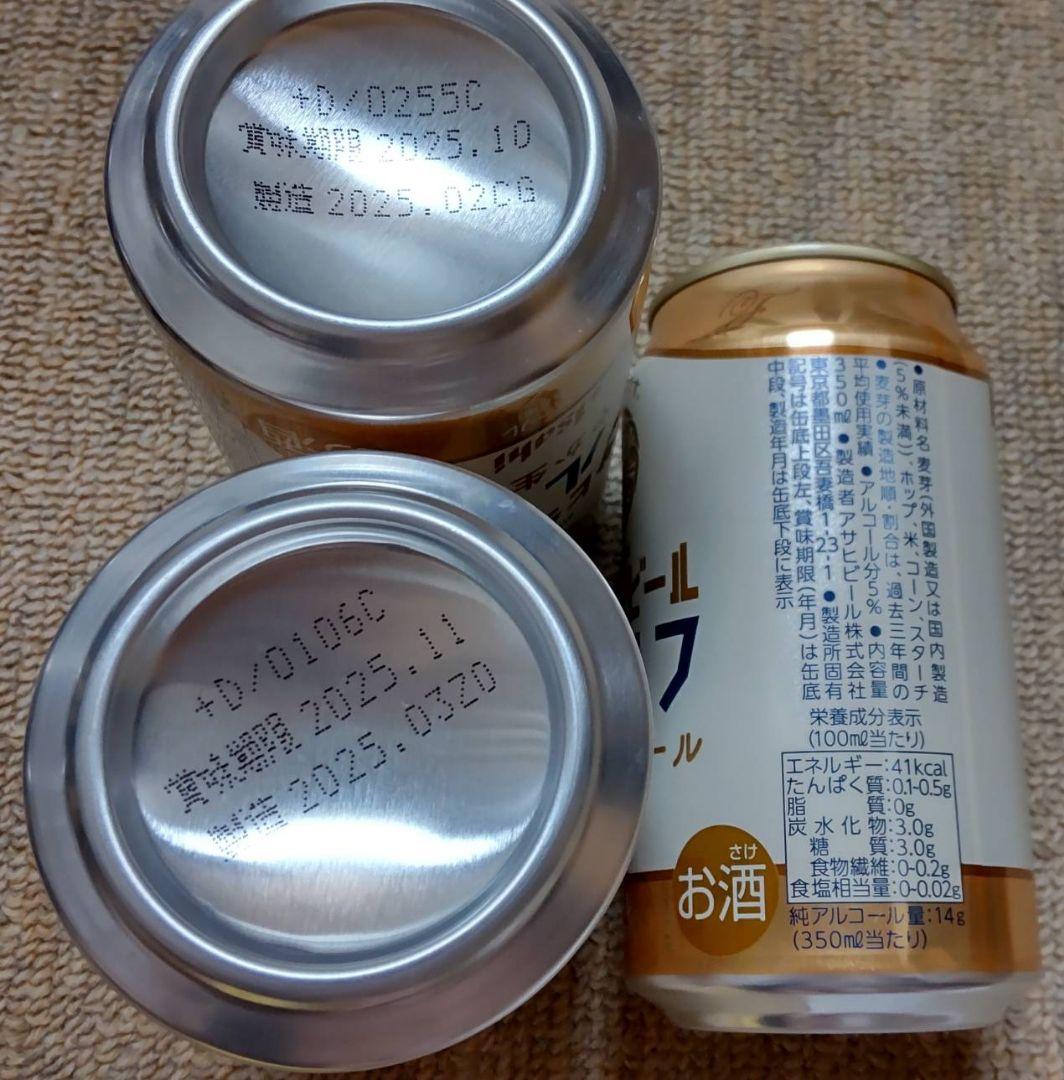 +D/0255C
賞味期限 2025.10
製造 2025.02CG
+D/0106C
賞味期限 2025.11
製造 2025.03ZO
Asahi
ビール
フ
ール
●原材料名 麦芽(外国製造又は国内製造
(5%未満)、ホップ、米、コーン、スターチ
●麦芽の製造地順・割合は、過去三年間の
平均使用実績 ●アルコール分5% ●内容量
350㎖ ●製造者 アサヒビール株式会社
東京都墨田区吾妻橋1-23-1 ●製造所固有
記号は缶底上段左、賞味期限(年月)は缶底
中段、製造年月は缶底下段に表示
栄養成分表示
(100㎖当たり)
エネルギー:41kcal
たんぱく質:0.1-0.5g
脂質:0g
炭水化物:3.0g
糖質:3.0g
食物繊維:0-0.2g
食塩相当量:0-0.02g
純アルコール量:14g
(350㎖当たり)
さけ
お酒